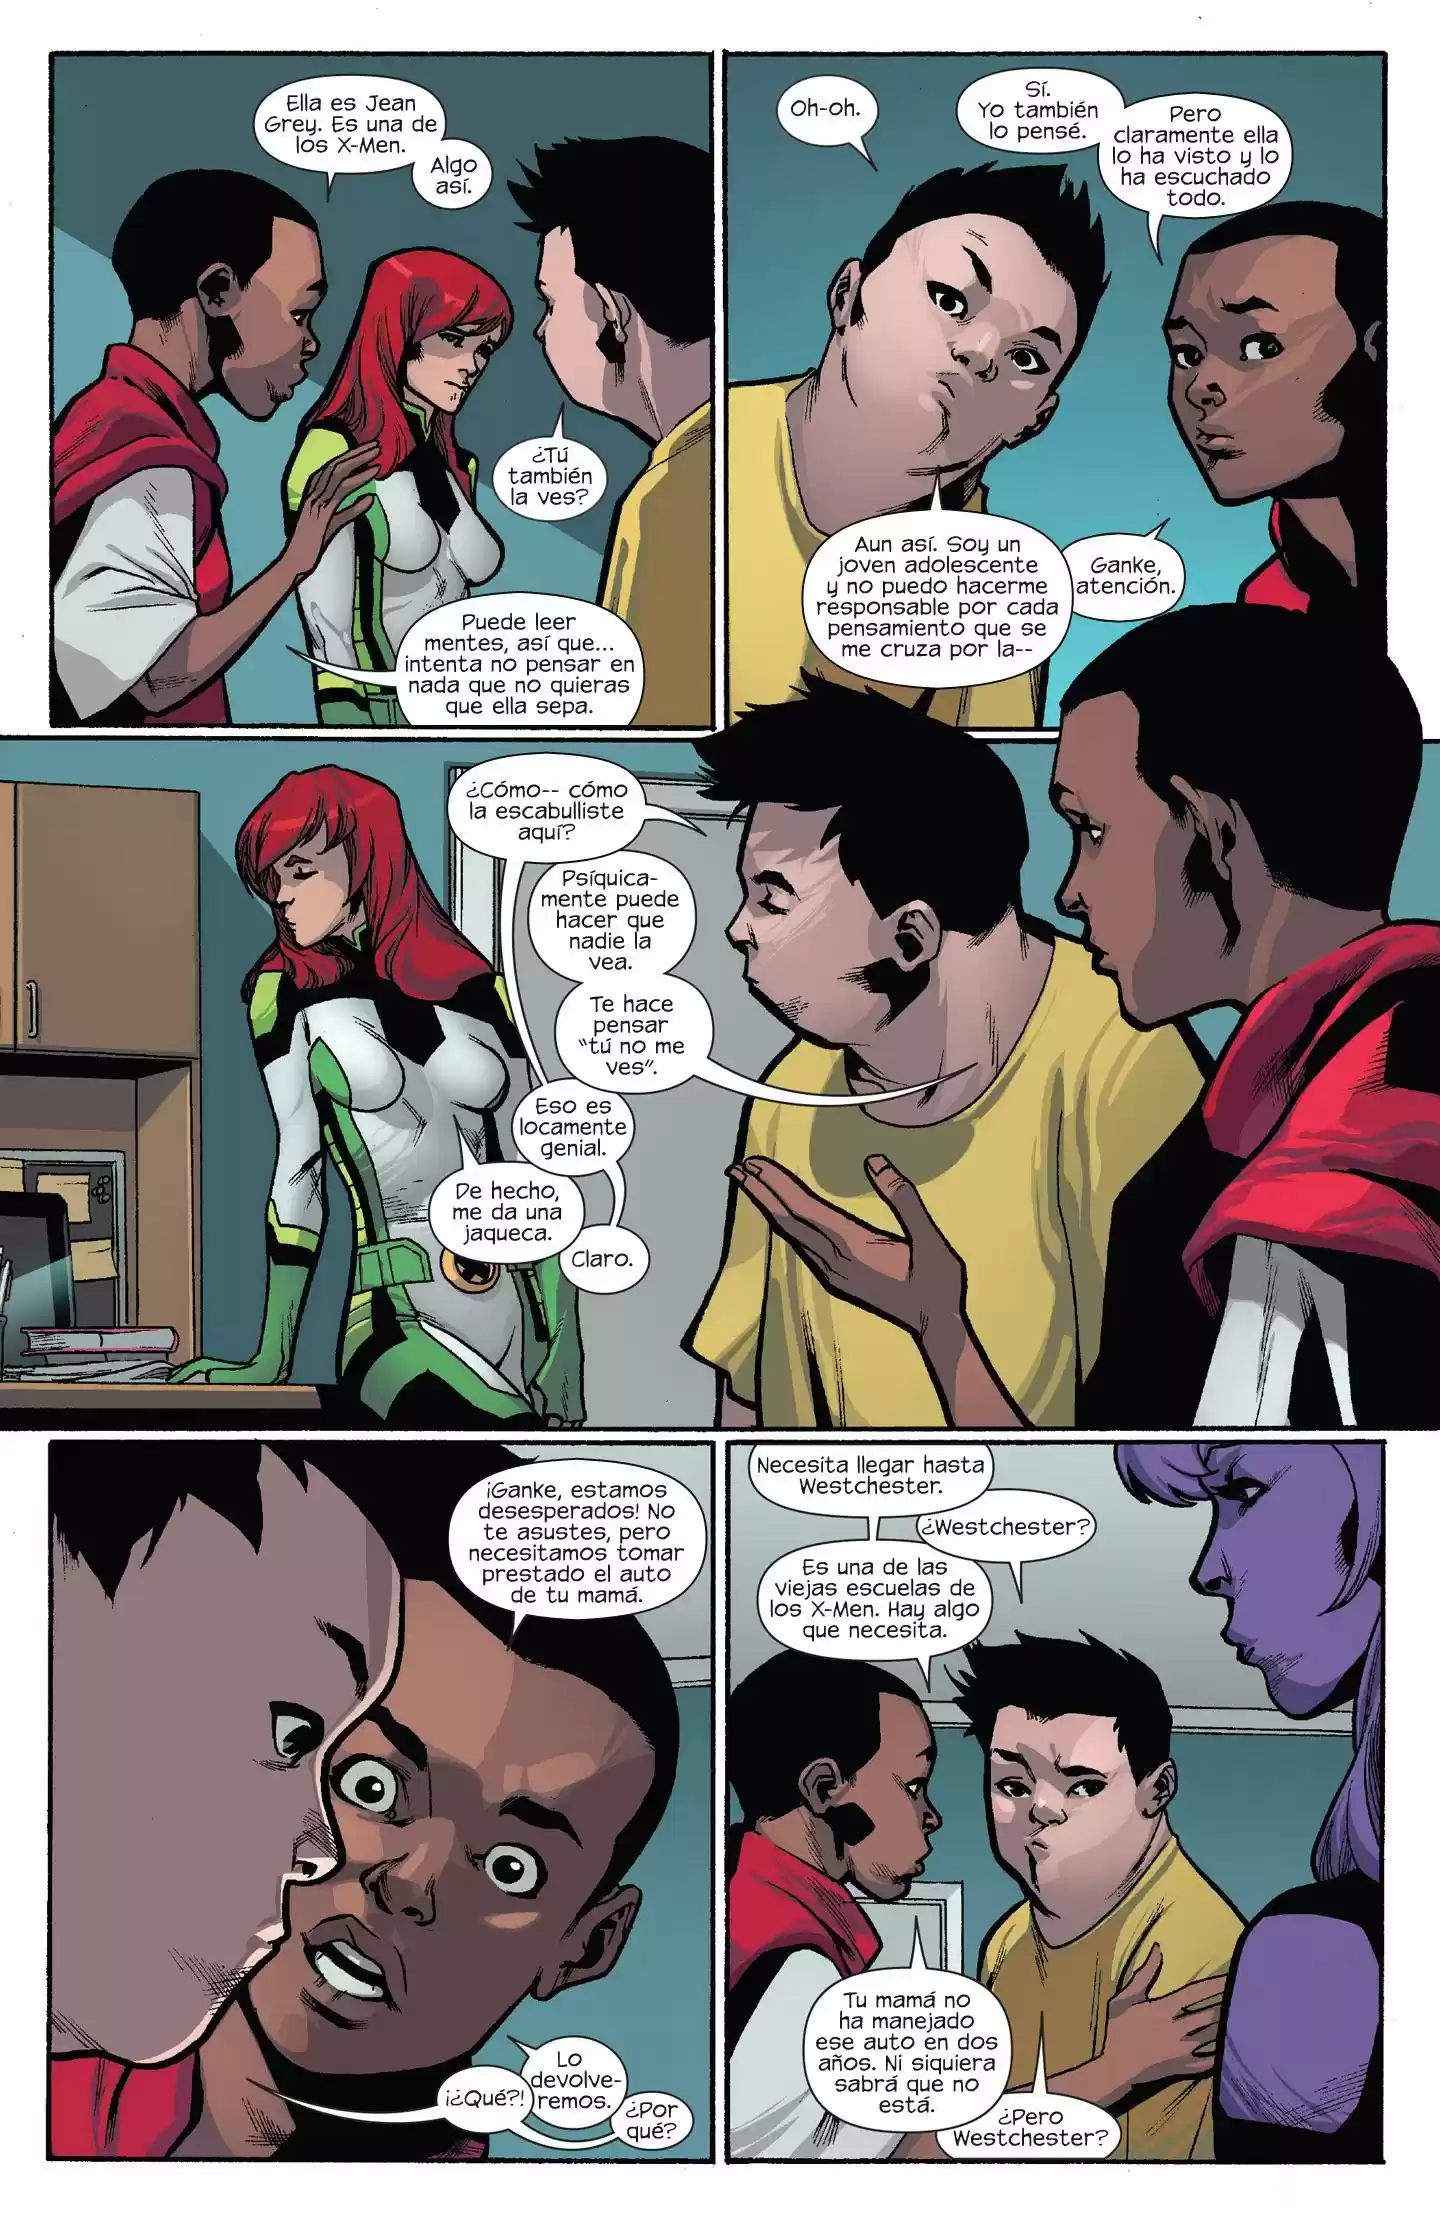 Ella es Jean
Grey. Es una de
los X-Men.
Algo
así.
¿Tú
también
la ves?
Puede leer
mentes, así que...
intenta no pensar en
nada que no quieras
que ella sepa.
Oh-oh.
Sí.
Yo también
lo pensé.
Pero
claramente ella
lo ha visto y lo
ha escuchado
todo.
Aun así. Soy un
joven adolescente
y no puedo hacerme
responsable por cada
pensamiento que se
me cruza por la--
Ganke,
atención.
¿Cómo-- cómo
la escabulliste
aquí?
Psíquica-
mente puede
hacer que
nadie la
vea.
Te hace
pensar
"tú no me
ves".
Eso es
locamente
genial.
De hecho,
me da una
jaqueca.
Claro.
¡Ganke, estamos
desesperados! No
te asustes, pero
necesitamos tomar
prestado el auto
de tu mamá.
¡¿Qué?!
Lo
devolve-
remos.
¿Por
qué?
Necesita llegar hasta
Westchester.
¿Westchester?
Es una de las
viejas escuelas de
los X-Men. Hay algo
que necesita.
Tu mamá no
ha manejado
ese auto en dos
años. Ni siquiera
sabrá que no
está.
¿Pero
Westchester?